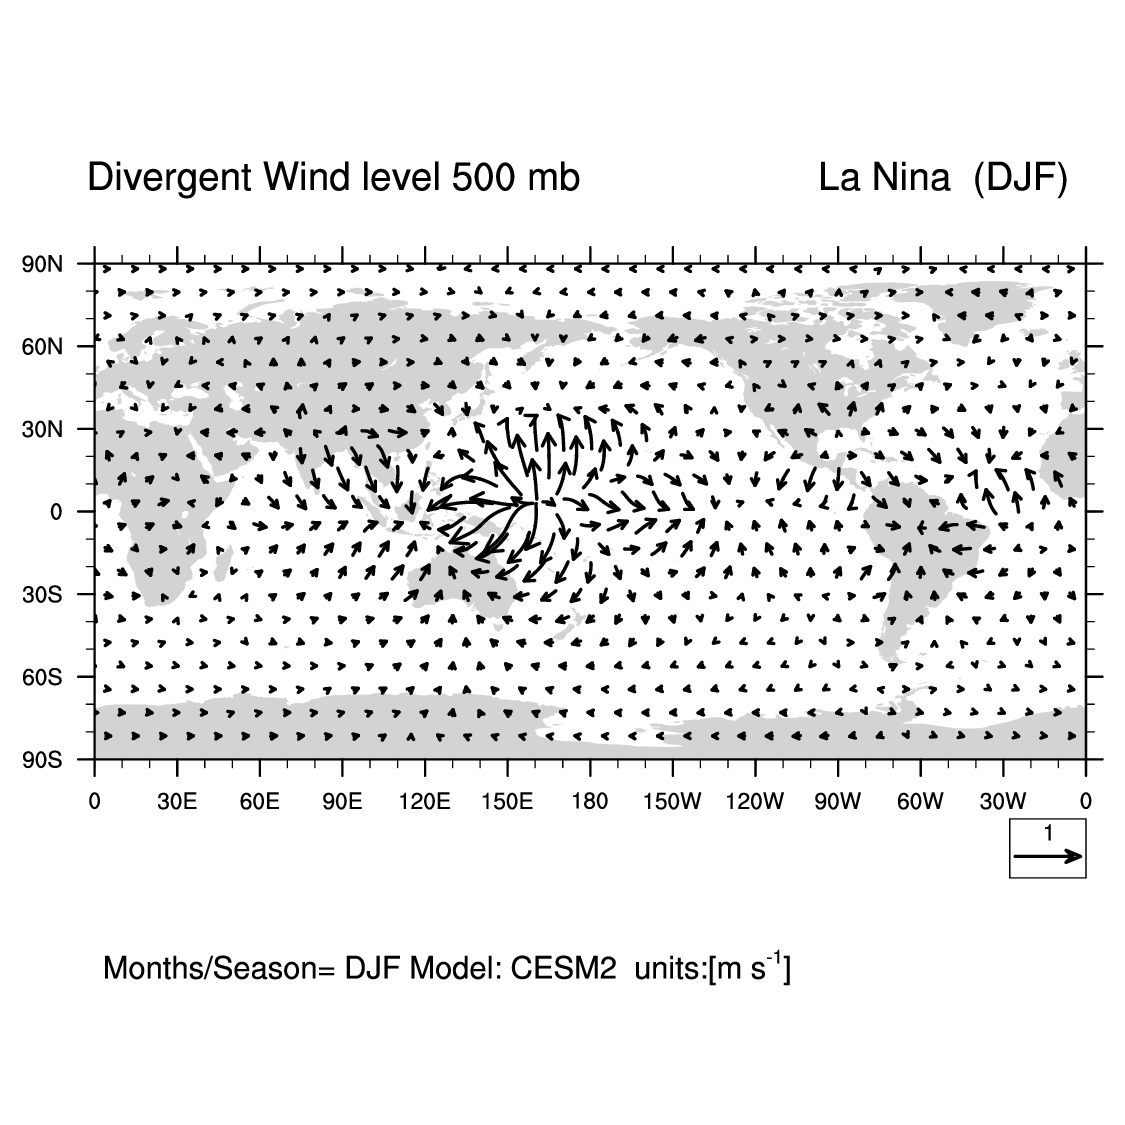 Divergent Wind level 500 mb La Nina (DJF)
90N
60N
30N
0
30S
60S
90S
0 30E 60E 90E 120E 150E 180 150W 120W 90W 60W 30W 0
1
Months/Season= DJF Model: CESM2 units:[m s-1]